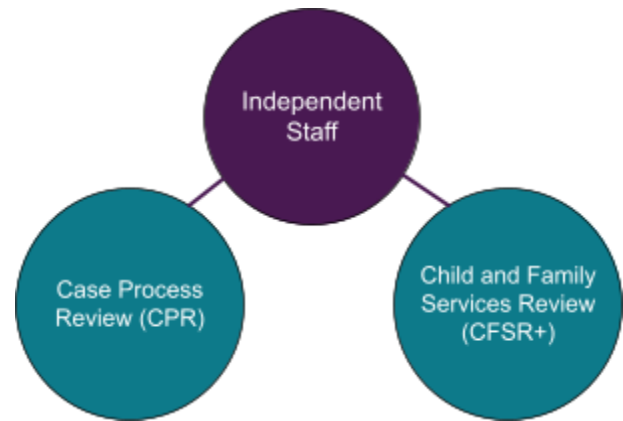 Independent
Staff
Case Process
Review (CPR)
Child and Family
Services Review
(CFSR+)